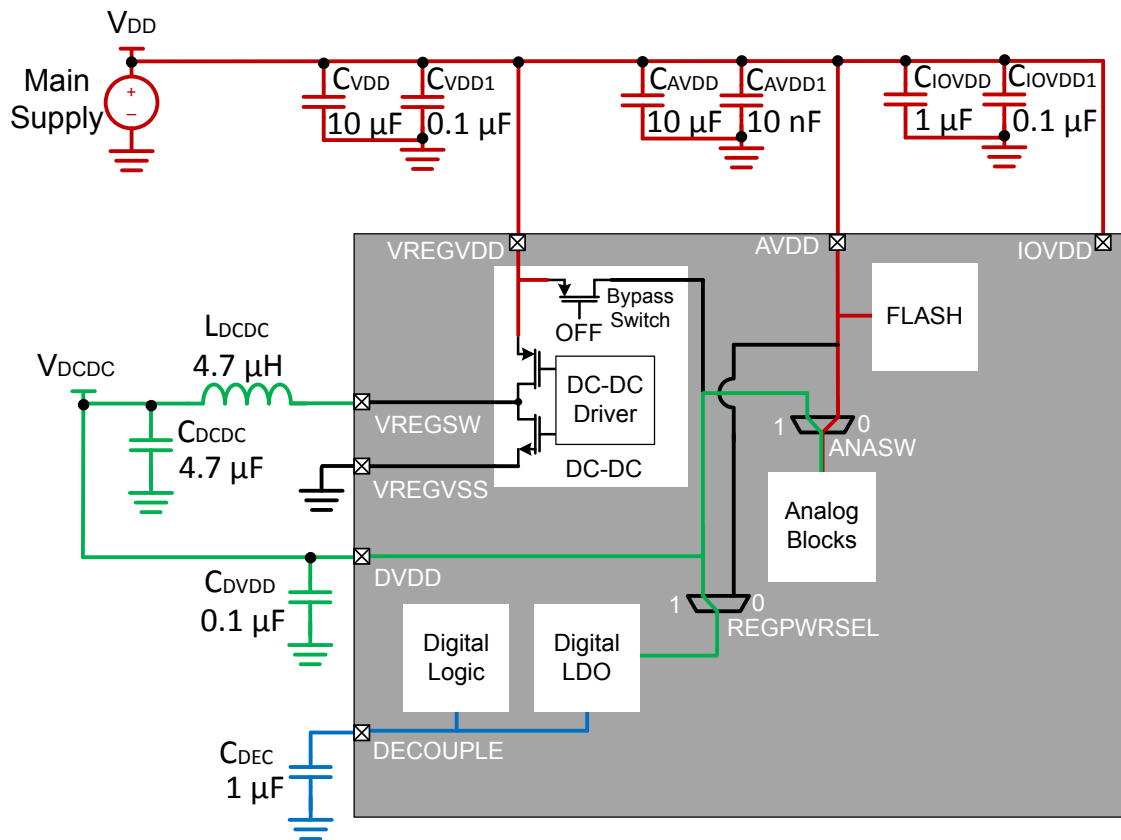 VDD
Main
Supply
+
−
CVDD
10 µF
CVDD1
0.1 µF
CAVDD
10 µF
CAVDD1
10 nF
CIOVDD
1 µF
CIOVDD1
0.1 µF
VREGVDD
AVDD
IOVDD
Bypass
Switch
OFF
FLASH
LDCDC
4.7 µH
VDCDC
CDCDC
4.7 µF
VREGSW
DC-DC
Driver
DC-DC
VREGVSS
1
0
ANASW
Analog
Blocks
DVDD
CDVDD
0.1 µF
1
0
REGPWRSEL
Digital
Logic
Digital
LDO
DECOUPLE
CDEC
1 µF